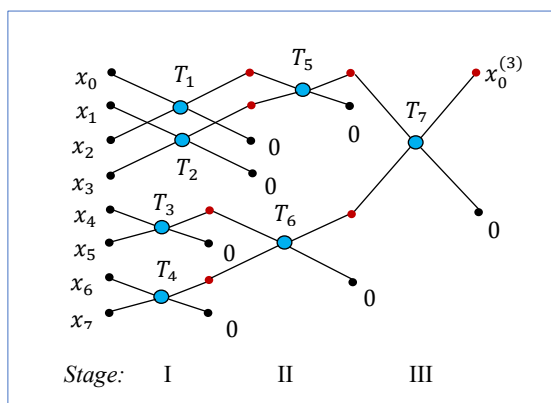 x₀ T₁ T₅ x₀⁽³⁾
x₁ T₇
x₂ T₂ 0 0
x₃ 0
x₄ T₃ T₆ 0
x₅ 0
x₆ T₄ 0
x₇ 0
Stage: I II III